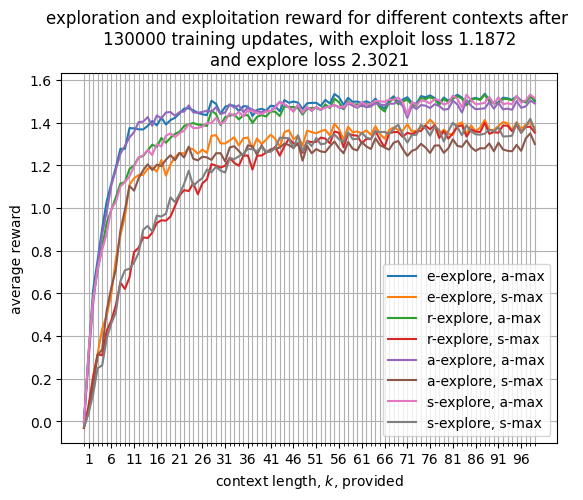 exploration and exploitation reward for different contexts after
130000 training updates, with exploit loss 1.1872
and explore loss 2.3021
1.6
1.4
1.2
1.0
0.8
0.6
0.4
0.2
0.0
average reward
e-explore, a-max
e-explore, s-max
r-explore, a-max
r-explore, s-max
a-explore, a-max
a-explore, s-max
s-explore, a-max
s-explore, s-max
1 6 11 16 21 26 31 36 41 46 51 56 61 66 71 76 81 86 91 96
context length, k, provided